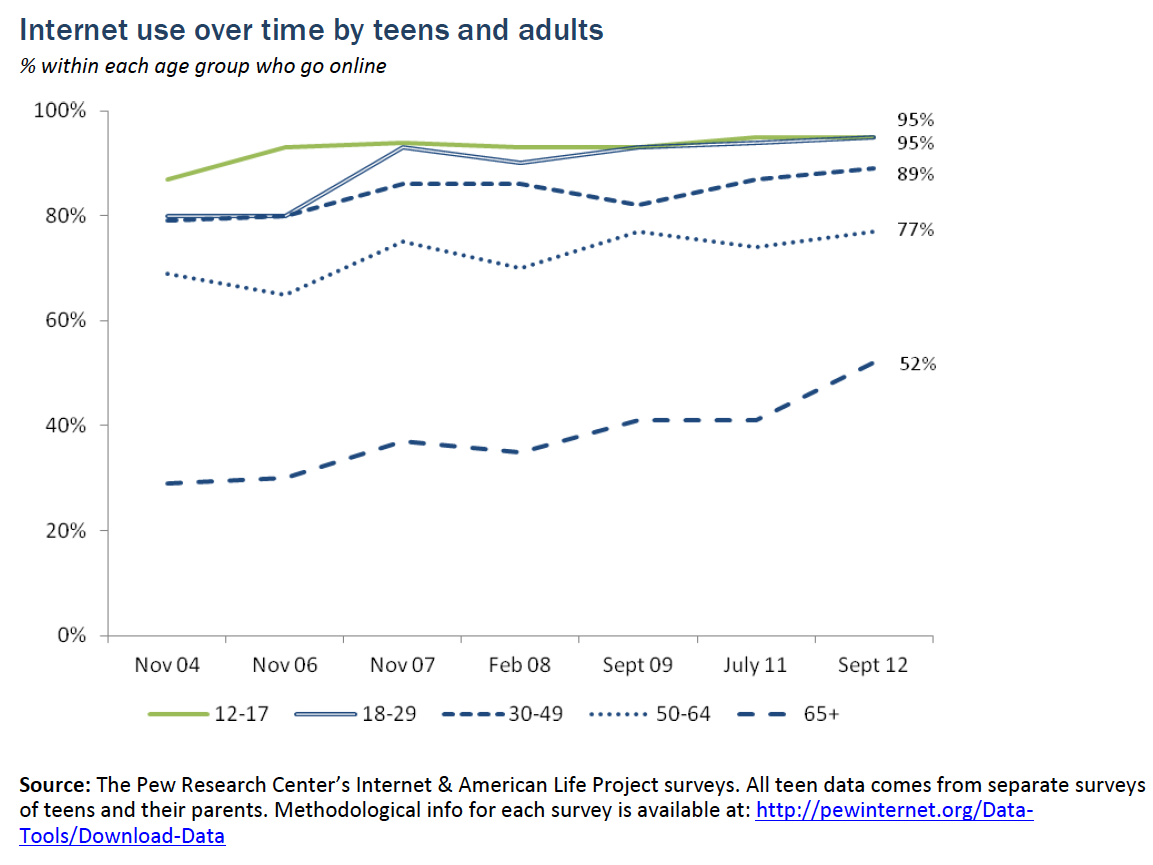 Internet use over time by teens and adults
% within each age group who go online
100%
80%
60%
40%
20%
0%
95%
95%
89%
77%
52%
Nov 04 Nov 06 Nov 07 Feb 08 Sept 09 July 11 Sept 12
12-17 18-29 30-49 50-64 65+
Source: The Pew Research Center’s Internet & American Life Project surveys. All teen data comes from separate surveys
of teens and their parents. Methodological info for each survey is available at: http://pewinternet.org/Data-
Tools/Download-Data